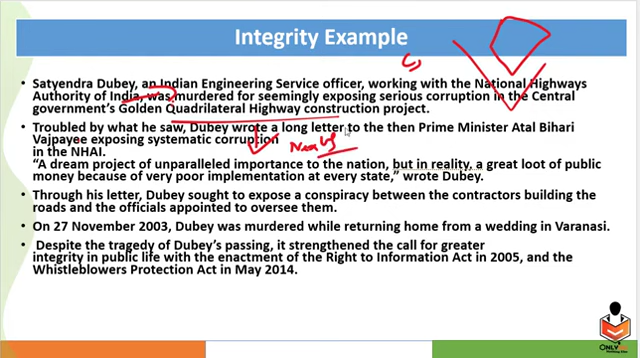 Integrity Example
Satyendra Dubey, an Indian Engineering Service officer, working with the National Highways
Authority of India, was murdered for seemingly exposing serious corruption in the Central
government's Golden Quadrilateral Highway construction project.
Troubled by what he saw, Dubey wrote a long letter to the then Prime Minister Atal Bihari
Vajpayee exposing systematic corruption
in the NHAI.
"A dream project of unparalleled importance to the nation, but in reality, a great loot of public
money because of very poor implementation at every state," wrote Dubey.
Through his letter, Dubey sought to expose a conspiracy between the contractors building the
roads and the officials appointed to oversee them.
On 27 November 2003, Dubey was murdered while returning home from a wedding in Varanasi.
Despite the tragedy of Dubey's passing, it strengthened the call for greater
integrity in public life with the enactment of the Right to Information Act in 2005, and the
Whistleblowers Protection Act in May 2014.